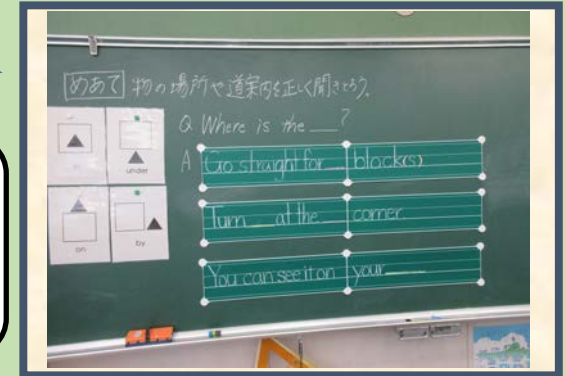 めあて 物の場所や道案内を正しく聞きとろう。
Q Where is the ___?
A Go straight for ___ block(s)
Turn ___ at the corner.
You can see it on your ____
under
on
by